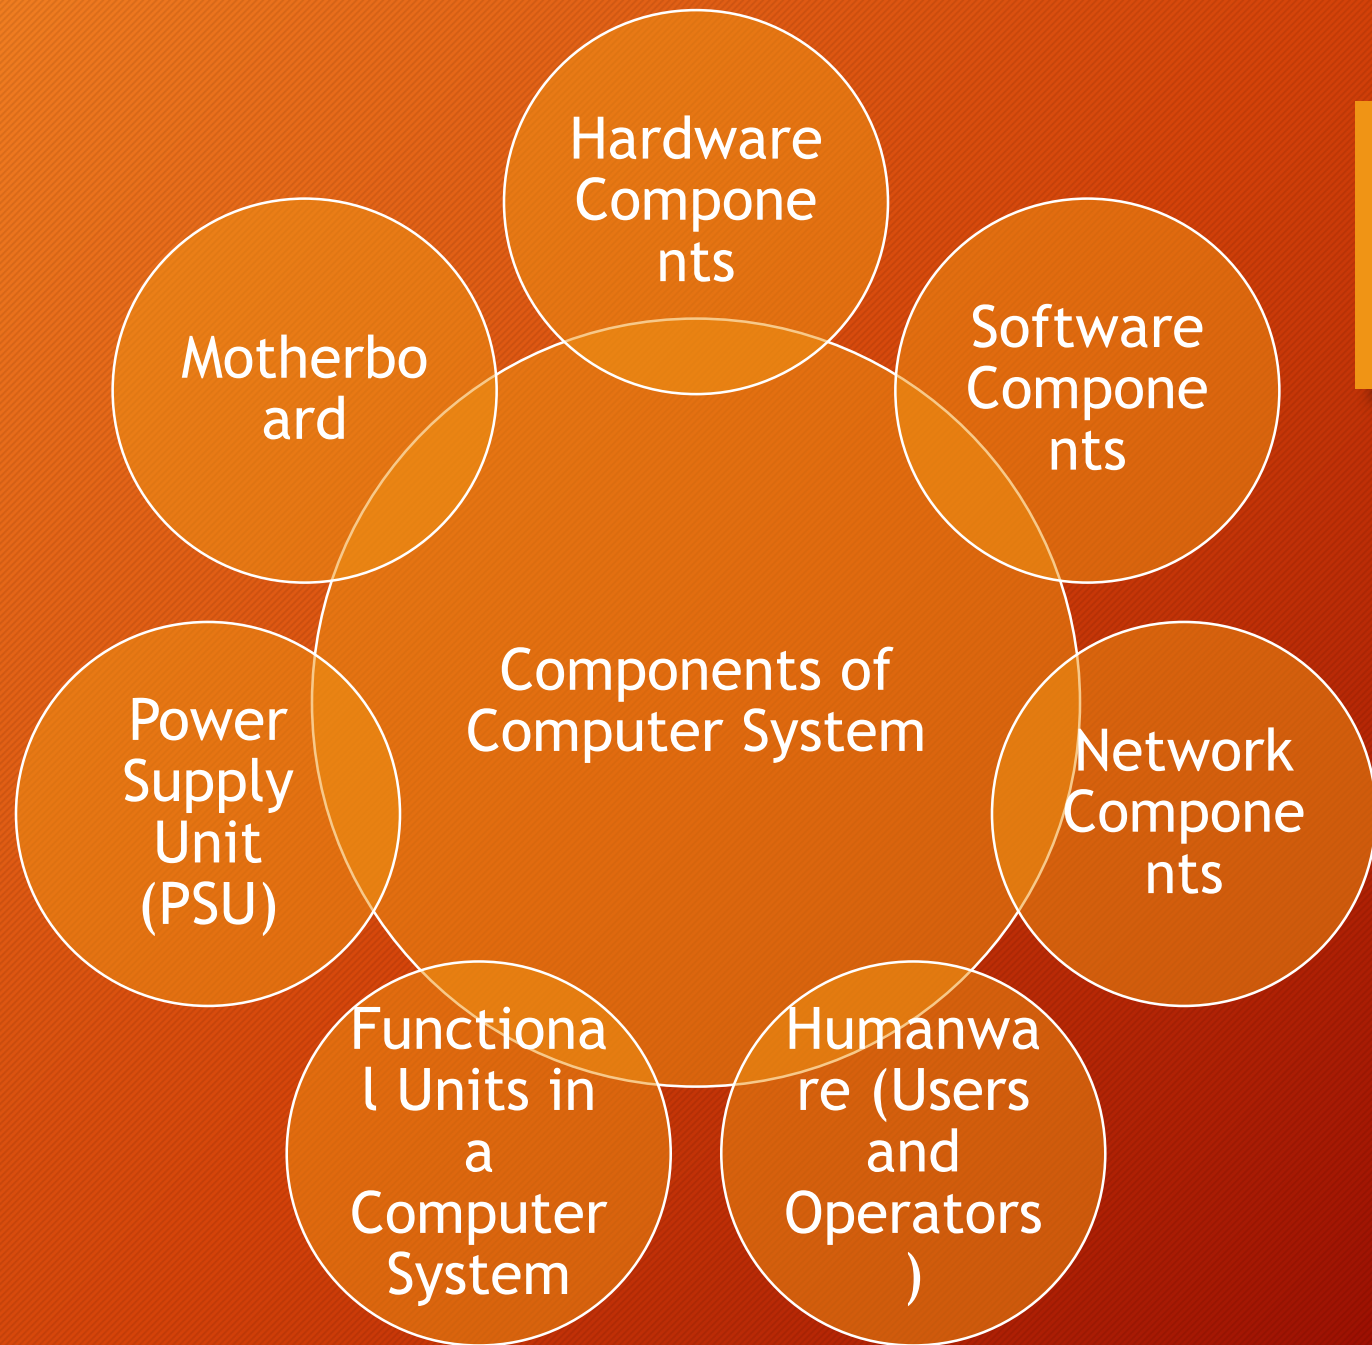 Hardware
Compone
nts
Software
Compone
nts
Network
Compone
nts
Humanwa
re (Users
and
Operators
)
Functiona
l Units in
a
Computer
System
Power
Supply
Unit
(PSU)
Motherbo
ard
Components of
Computer System